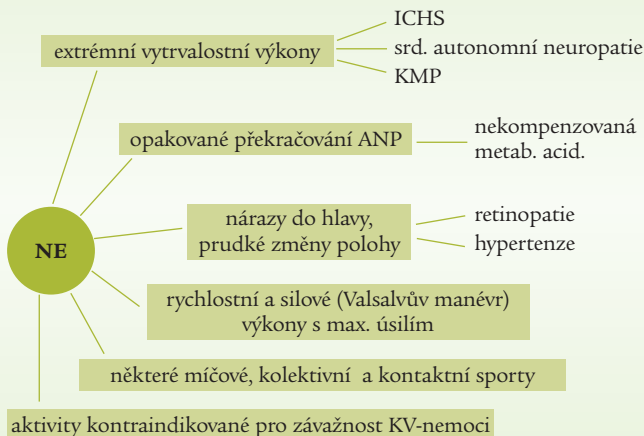 ICHS
extrémní vytrvalostní výkony
srd. autonomní neuropatie
KMP
opakované překračování ANP
nekompenzovaná
metab. acid.
nárazy do hlavy,
prudké změny polohy
retinopatie
hypertenze
NE
rychlostní a silové (Valsalvův manévr)
výkony s max. úsilím
některé míčové, kolektivní a kontaktní sporty
aktivity kontraindikované pro závažnost KV-nemoci